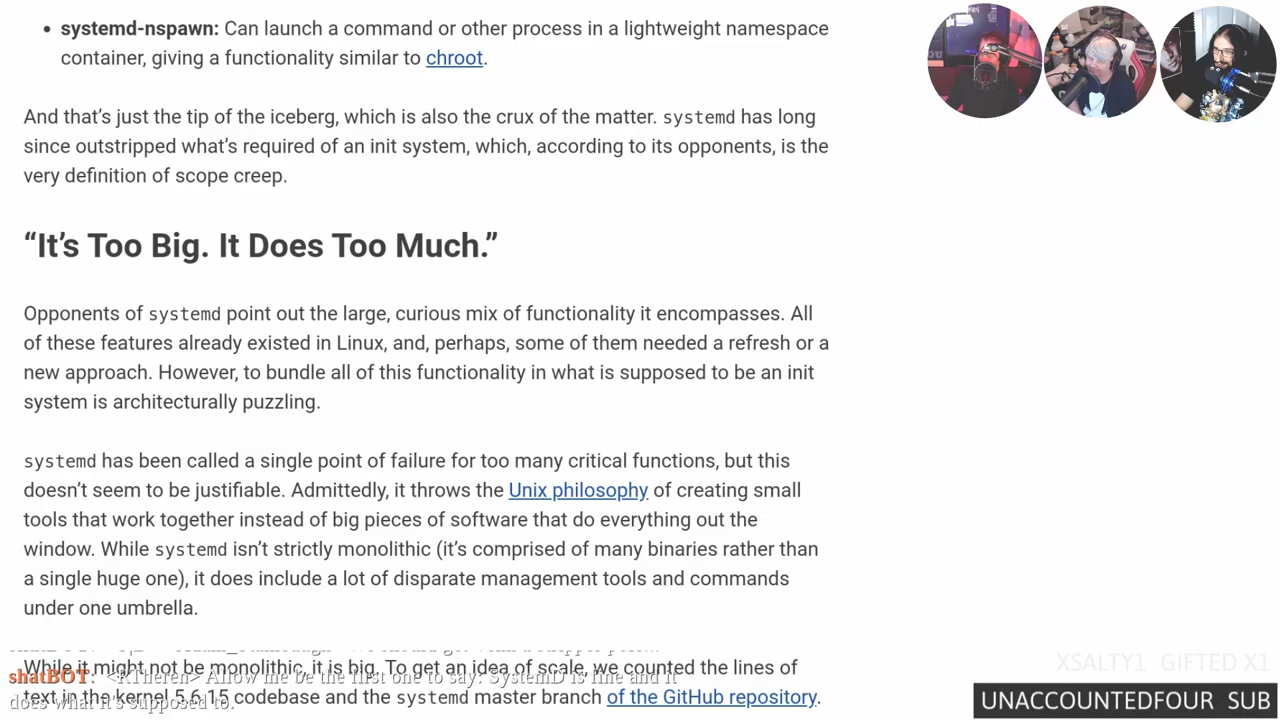 • systemd-nspawn: Can launch a command or other process in a lightweight namespace
container, giving a functionality similar to chroot.
And that’s just the tip of the iceberg, which is also the crux of the matter. systemd has long
since outstripped what’s required of an init system, which, according to its opponents, is the
very definition of scope creep.
“It’s Too Big. It Does Too Much.”
Opponents of systemd point out the large, curious mix of functionality it encompasses. All
of these features already existed in Linux, and, perhaps, some of them needed a refresh or a
new approach. However, to bundle all of this functionality in what is supposed to be an init
system is architecturally puzzling.
systemd has been called a single point of failure for too many critical functions, but this
doesn’t seem to be justifiable. Admittedly, it throws the Unix philosophy of creating small
tools that work together instead of big pieces of software that do everything out the
window. While systemd isn’t strictly monolithic (it’s comprised of many binaries rather than
a single huge one), it does include a lot of disparate management tools and commands
under one umbrella.
While it might not be monolithic, it is big. To get an idea of scale, we counted the lines of
text in the kernel 5.6.15 codebase and the systemd master branch of the GitHub repository.
shatBOT: <RTheren> Allow me be the first one to say: SystemD is fine and it
does what it's supposed to.
XSALTY1 GIFTED X1
UNACCOUNTEDFOUR SUB